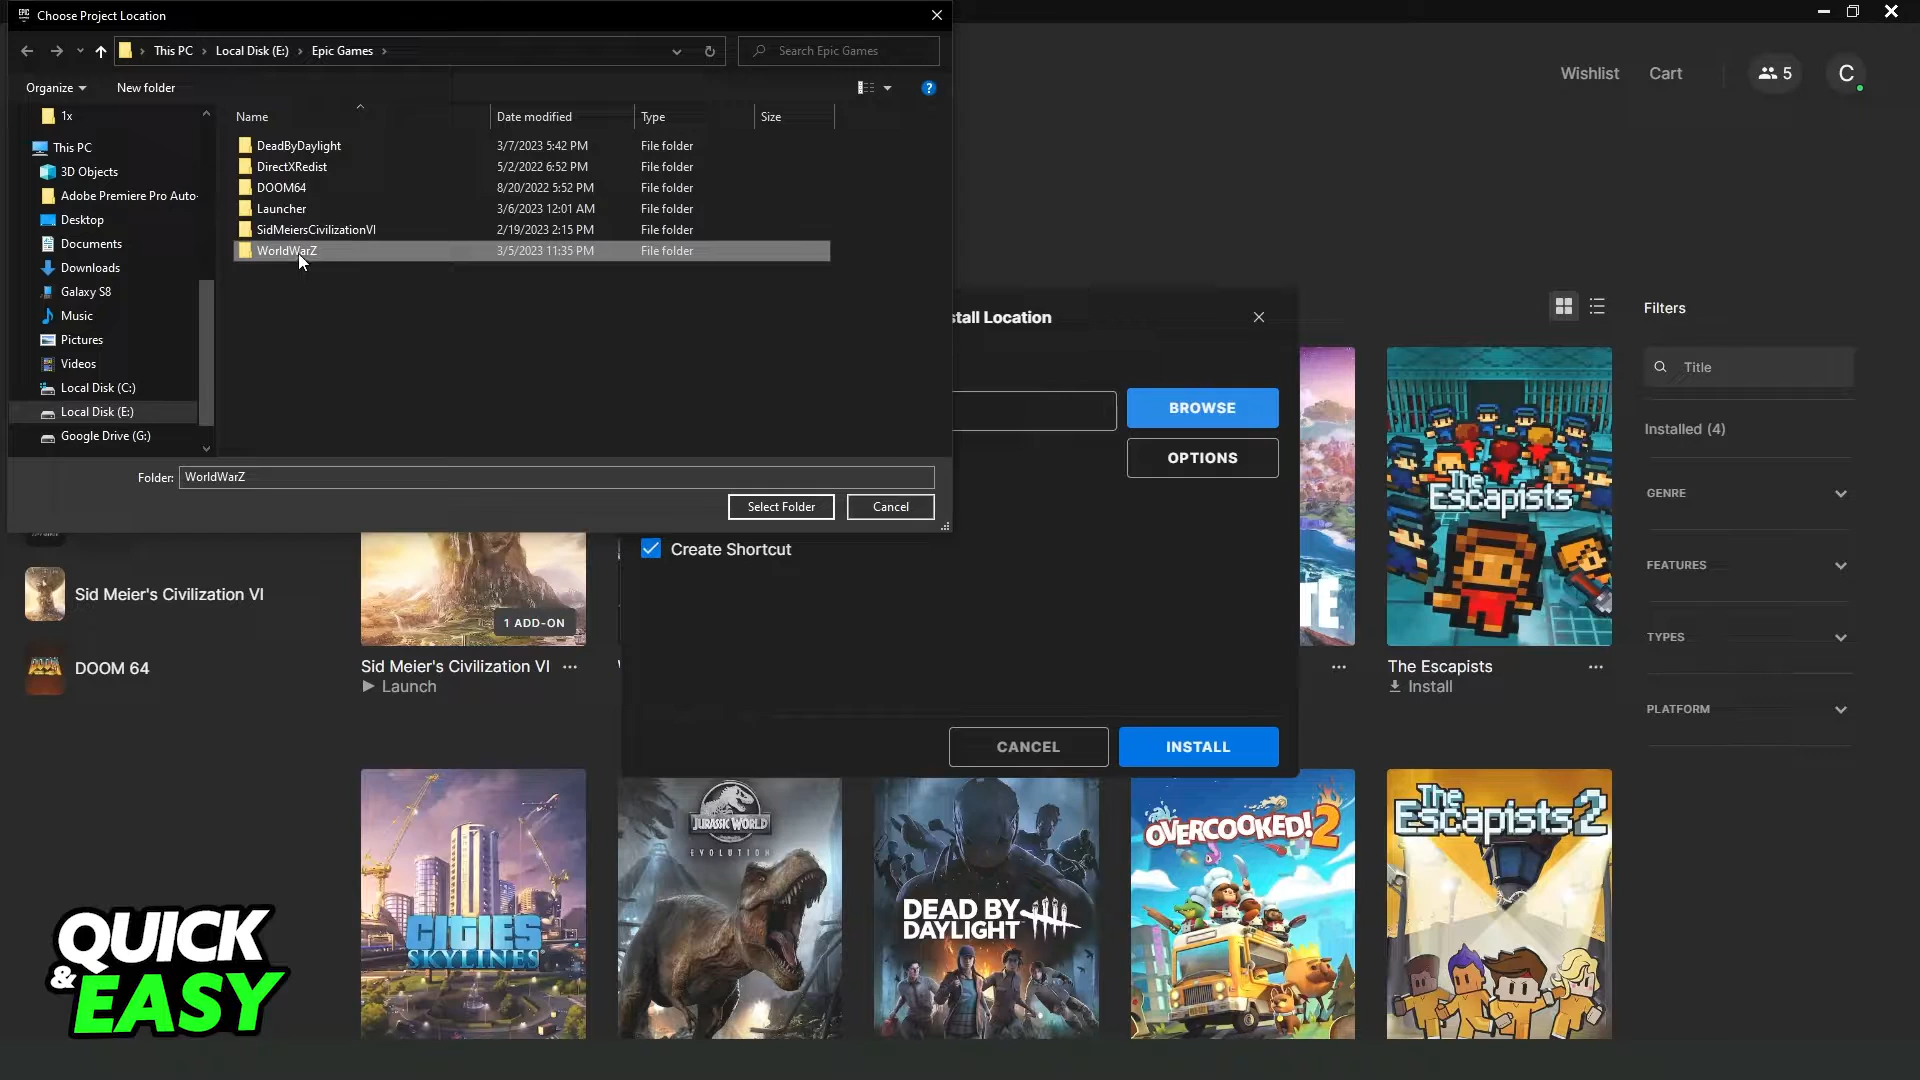 Choose Project Location
This PC
Local Disk (E:)
Epic Games
Search Epic Games
Organize
New folder
Wishlist
Cart
5
C
1x
This PC
3D Objects
Adobe Premiere Pro Auto-
Desktop
Documents
Downloads
Galaxy S8
Music
Pictures
Videos
Local Disk (C:)
Local Disk (E:)
Google Drive (G:)
Name
Date modified
Type
Size
DeadByDaylight
3/7/2023 5:42 PM
File folder
DirectXRedist
5/2/2022 6:52 PM
File folder
DOOM64
8/20/2022 5:52 PM
File folder
Launcher
3/6/2023 12:01 AM
File folder
SidMeiersCivilizationVI
2/19/2023 2:15 PM
File folder
WorldWarZ
3/5/2023 11:35 PM
File folder
Folder:
WorldWarZ
Select Folder
Cancel
stall Location
BROWSE
OPTIONS
Create Shortcut
CANCEL
INSTALL
Filters
Title
Installed (4)
GENRE
FEATURES
TYPES
PLATFORM
Sid Meier's Civilization VI
DOOM 64
1 ADD-ON
Sid Meier's Civilization VI
Launch
TE
The Escapists
The Escapists
Install
CITIES
SKYLINES
JURASSIC WORLD
EVOLUTION
DEAD BY
DAYLIGHT
OVERCOOKED! 2
The
Escapists 2
QUICK
&
EASY